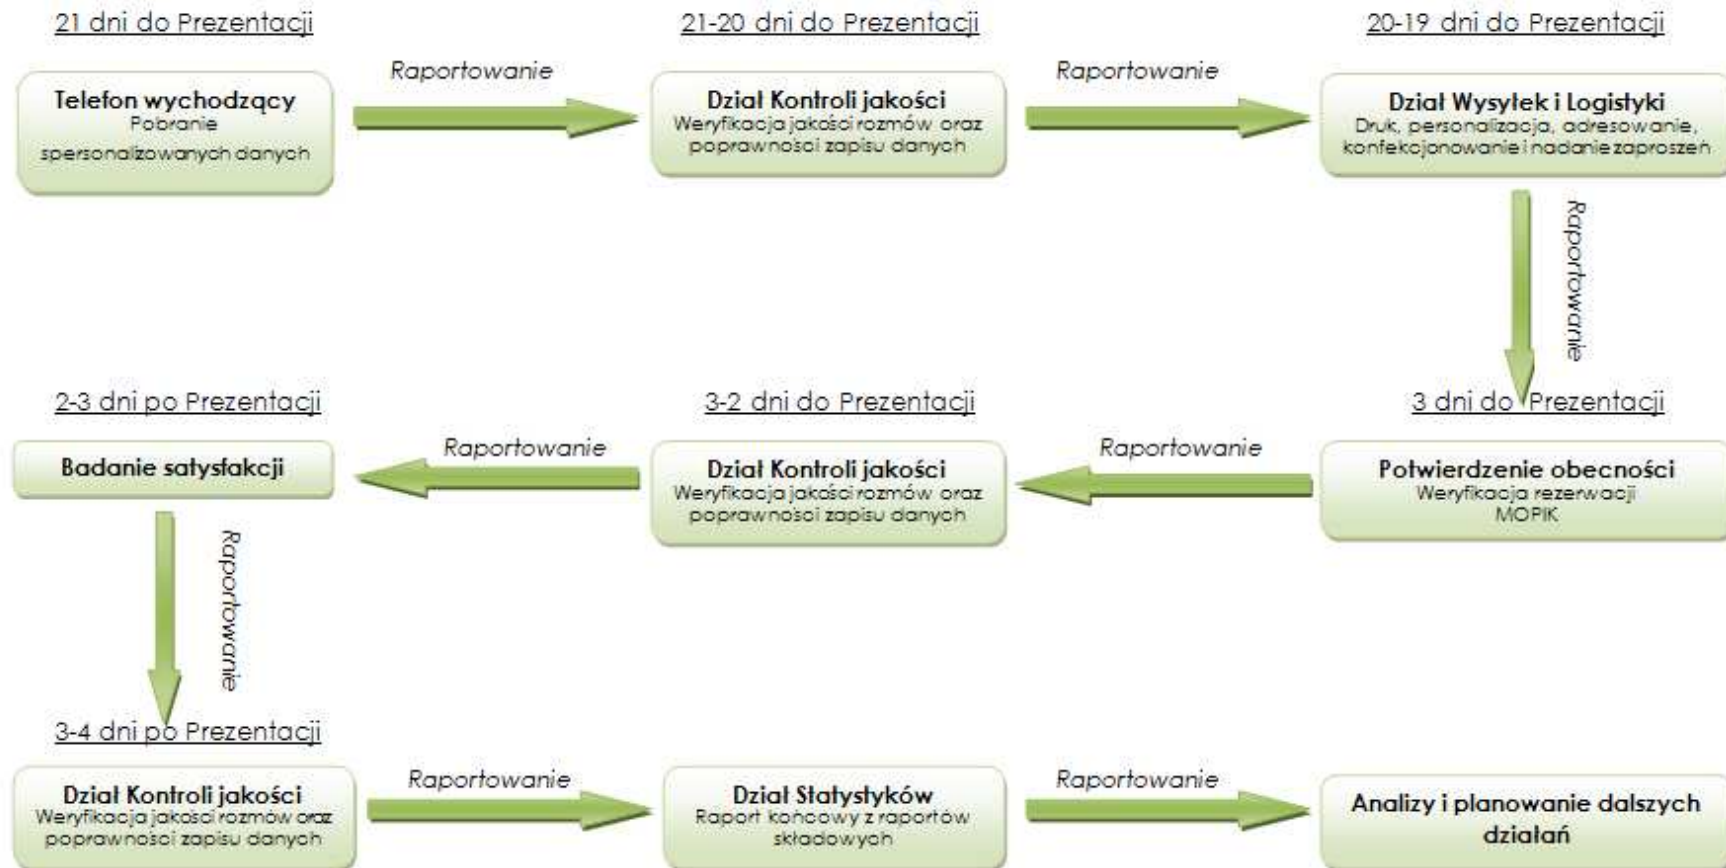 21 dni do Prezentacji
21-20 dni do Prezentacji
20-19 dni do Prezentacji
Raportowanie
Raportowanie
Telefon wychodzący
Pobranie
spersonalizowanych danych
Dział Kontroli jakości
Weryfikacja jakości rozmów oraz
poprawności zapisu danych
Dział Wysyłek i Logistyki
Druk, personalizacja, adresowanie,
konfekcjonowanie i nadanie zaproszeń
Raportowanie
2-3 dni po Prezentacji
3-2 dni do Prezentacji
3 dni do Prezentacji
Raportowanie
Raportowanie
Badanie satysfakcji
Dział Kontroli jakości
Weryfikacja jakości rozmów oraz
poprawności zapisu danych
Potwierdzenie obecności
Weryfikacja rezerwacji
MOPIK
Raportowanie
3-4 dni po Prezentacji
Raportowanie
Raportowanie
Dział Kontroli jakości
Weryfikacja jakości rozmów oraz
poprawności zapisu danych
Dział Statystyków
Raport końcowy z raportów
składowych
Analizy i planowanie dalszych
działań